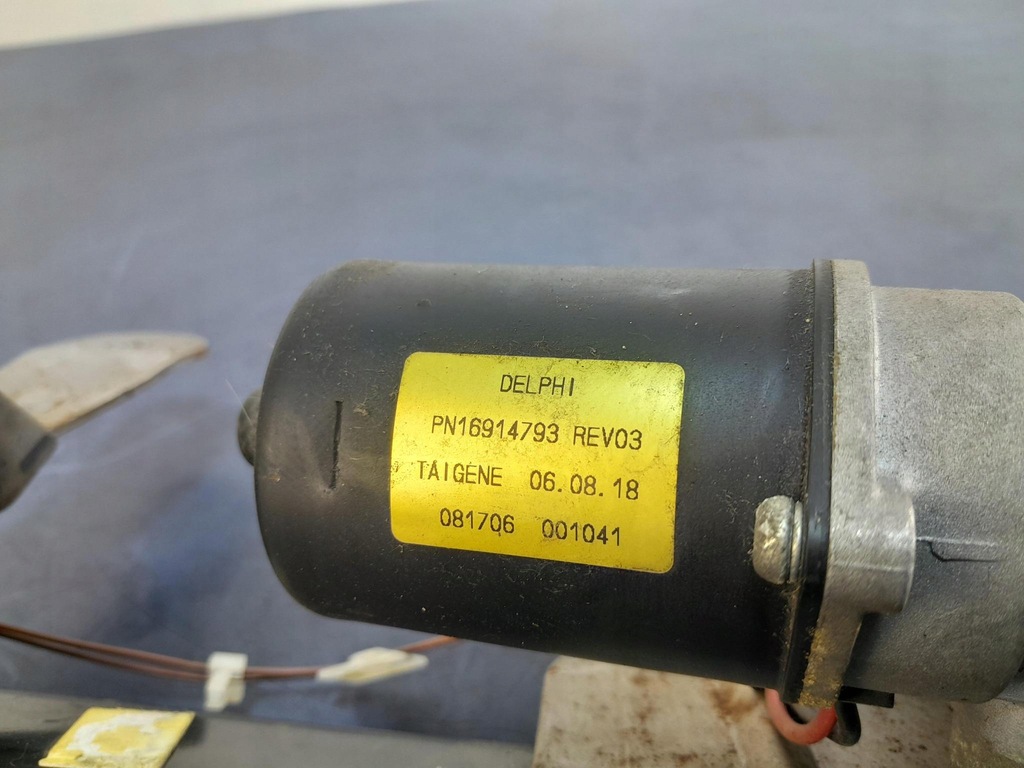 DELPHI
PN16914793 REV03
TAIGENE 06.08.18
081706 001041